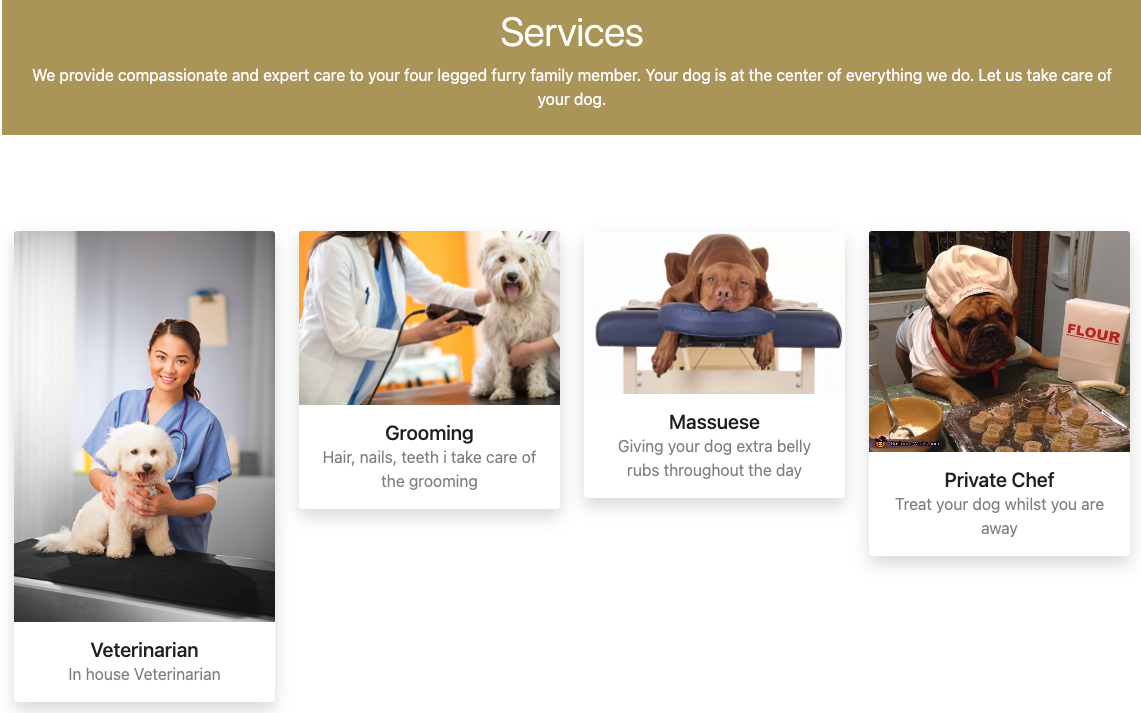 Services
We provide compassionate and expert care to your four legged furry family member. Your dog is at the center of everything we do. Let us take care of
your dog.
FLOUR
Grooming
Hair, nails, teeth i take care of
the grooming
Massuese
Giving your dog extra belly
rubs throughout the day
Private Chef
Treat your dog whilst you are
away
Veterinarian
In house Veterinarian